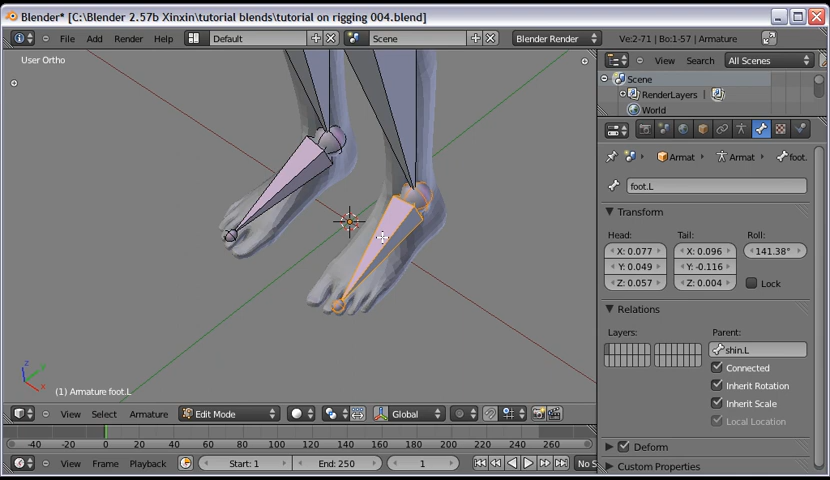 Blender* [C:\Blender 2.57b Xinxin\tutorial blends\tutorial on rigging 004.blend]
File Add Render Help Default Scene Blender Render Ve:2-71 | Bo:1-57 | Armature
User Ortho
View Search All Scenes
Scene
RenderLayers |
World
Armat Armat foot.
foot.L
Transform
Head: Tail: Roll:
X: 0.077 X: 0.096 141.38°
Y: 0.049 Y: -0.116
Z: 0.057 Z: 0.004 Lock
Relations
Layers: Parent:
shin.L
Connected
Inherit Rotation
Inherit Scale
Local Location
Deform
Custom Properties
z
x
(1) Armature foot.L
View Select Armature Edit Mode Global
-40 -20 0 20 40 60 80 100 120 140 160 180 200 220 240 260
View Frame Playback Start: 1 End: 250 1 No S